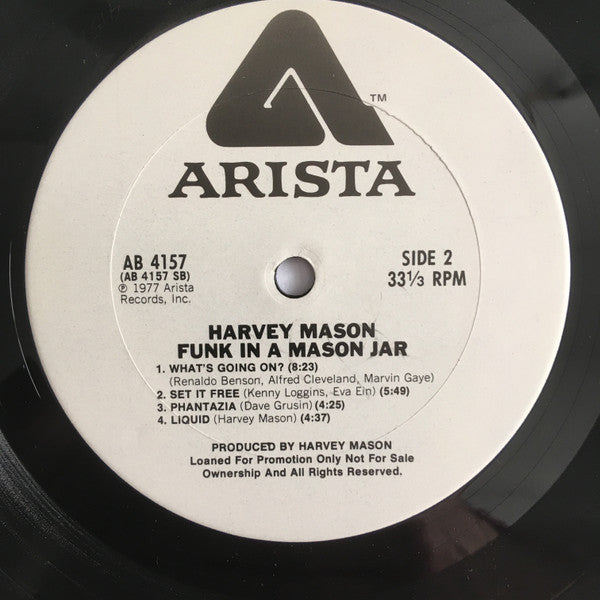 ™
ARISTA
AB 4157
(AB 4157 SB)
℗ 1977 Arista
Records, Inc.
SIDE 2
33⅓ RPM
HARVEY MASON
FUNK IN A MASON JAR
1. WHAT'S GOING ON? (8:23)
(Renaldo Benson, Alfred Cleveland, Marvin Gaye)
2. SET IT FREE (Kenny Loggins, Eva Ein) (5:49)
3. PHANTAZIA (Dave Grusin) (4:25)
4. LIQUID (Harvey Mason) (4:37)
PRODUCED BY HARVEY MASON
Loaned For Promotion Only Not For Sale
Ownership And All Rights Reserved.